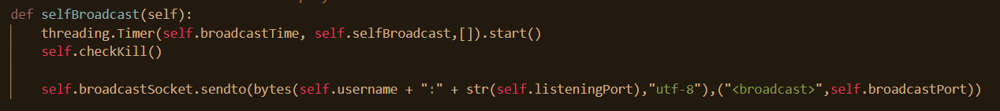 def selfBroadcast(self):
    threading.Timer(self.broadcastTime, self.selfBroadcast,[]).start()
    self.checkKill()
    self.broadcastSocket.sendto(bytes(self.username + ":" + str(self.listeningPort),"utf-8"),("<broadcast>",self.broadcastPort))